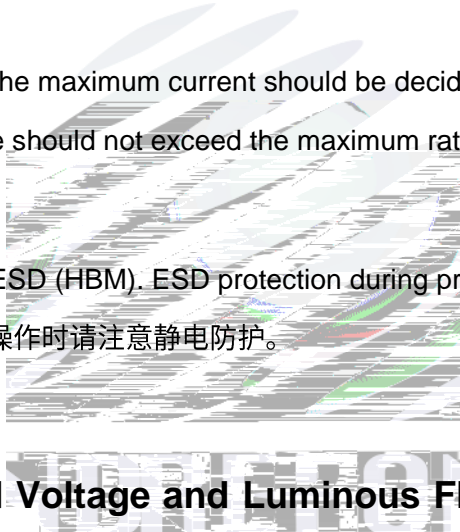 he maximum current should be decid
should not exceed the maximum rat
ESD (HBM). ESD protection during pr
操作时请注意静电防护。
Voltage and Luminous Fl